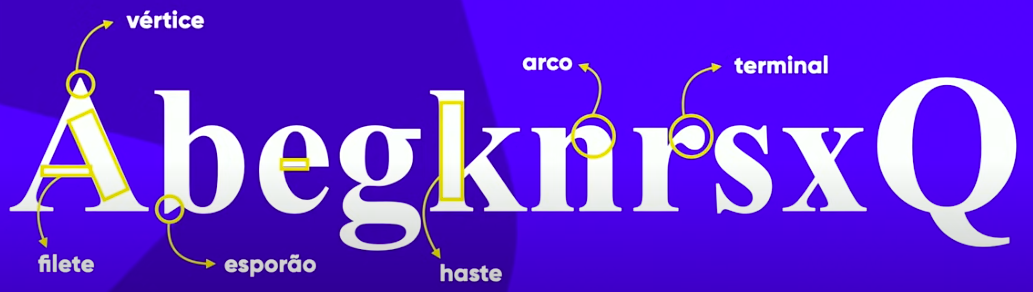 vértice
arco
terminal
AbegknrsxQ
filete
esporão
haste